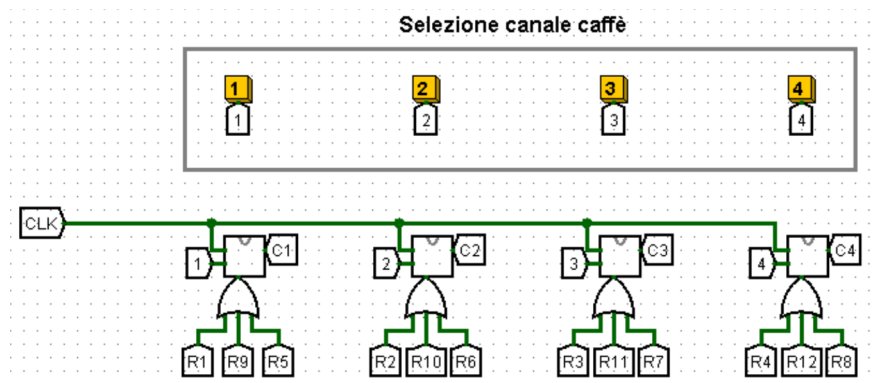 Selezione canale caffè
1 2 3 4
1 2 3 4
CLK
C1 C2 C3 C4
1 2 3 4
R1 R9 R5 R2 R10 R6 R3 R11 R7 R4 R12 R8